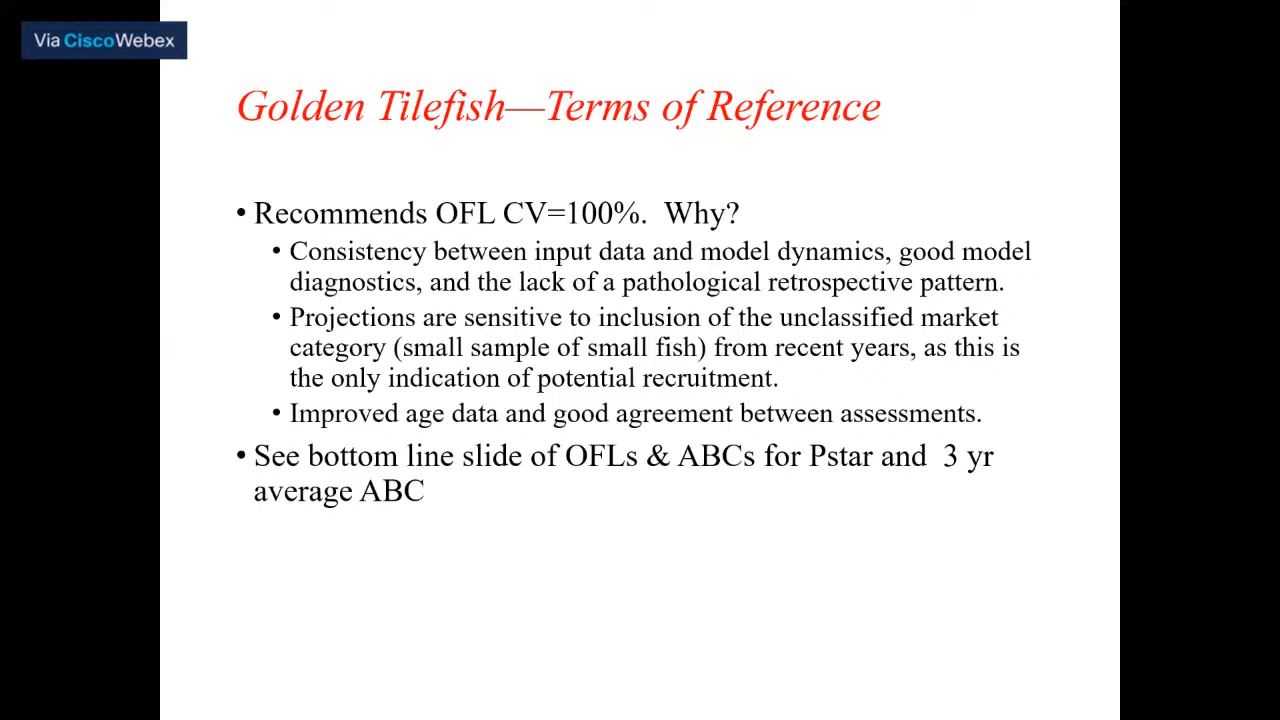 Via CiscoWebex
Golden Tilefish—Terms of Reference
• Recommends OFL CV=100%.  Why?
• Consistency between input data and model dynamics, good model
diagnostics, and the lack of a pathological retrospective pattern.
• Projections are sensitive to inclusion of the unclassified market
category (small sample of small fish) from recent years, as this is
the only indication of potential recruitment.
• Improved age data and good agreement between assessments.
• See bottom line slide of OFLs & ABCs for Pstar and  3 yr
average ABC